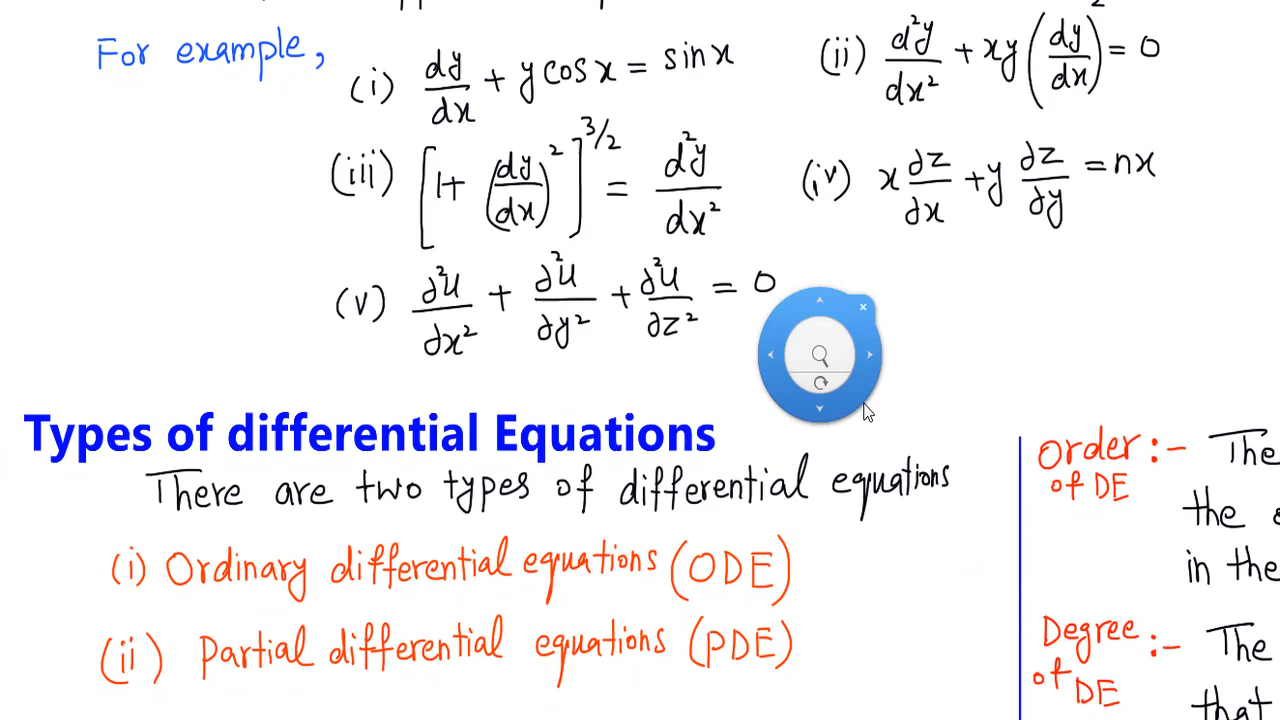 For example,
(i) dy/dx + y cos x = sin x
(ii) d²y/dx² + xy (dy/dx)² = 0
(iii) [1+ (dy/dx)²]^3/2 = d²y/dx²
(iv) x ∂z/∂x + y ∂z/∂y = nx
(v) ∂²u/∂x² + ∂²u/∂y² + ∂²u/∂z² = 0
Types of differential Equations
There are two types of differential equations
(i) Ordinary differential equations (ODE)
(ii) Partial differential equations (PDE)
Order of DE :- The
the
in the
Degree of DE :- The
that